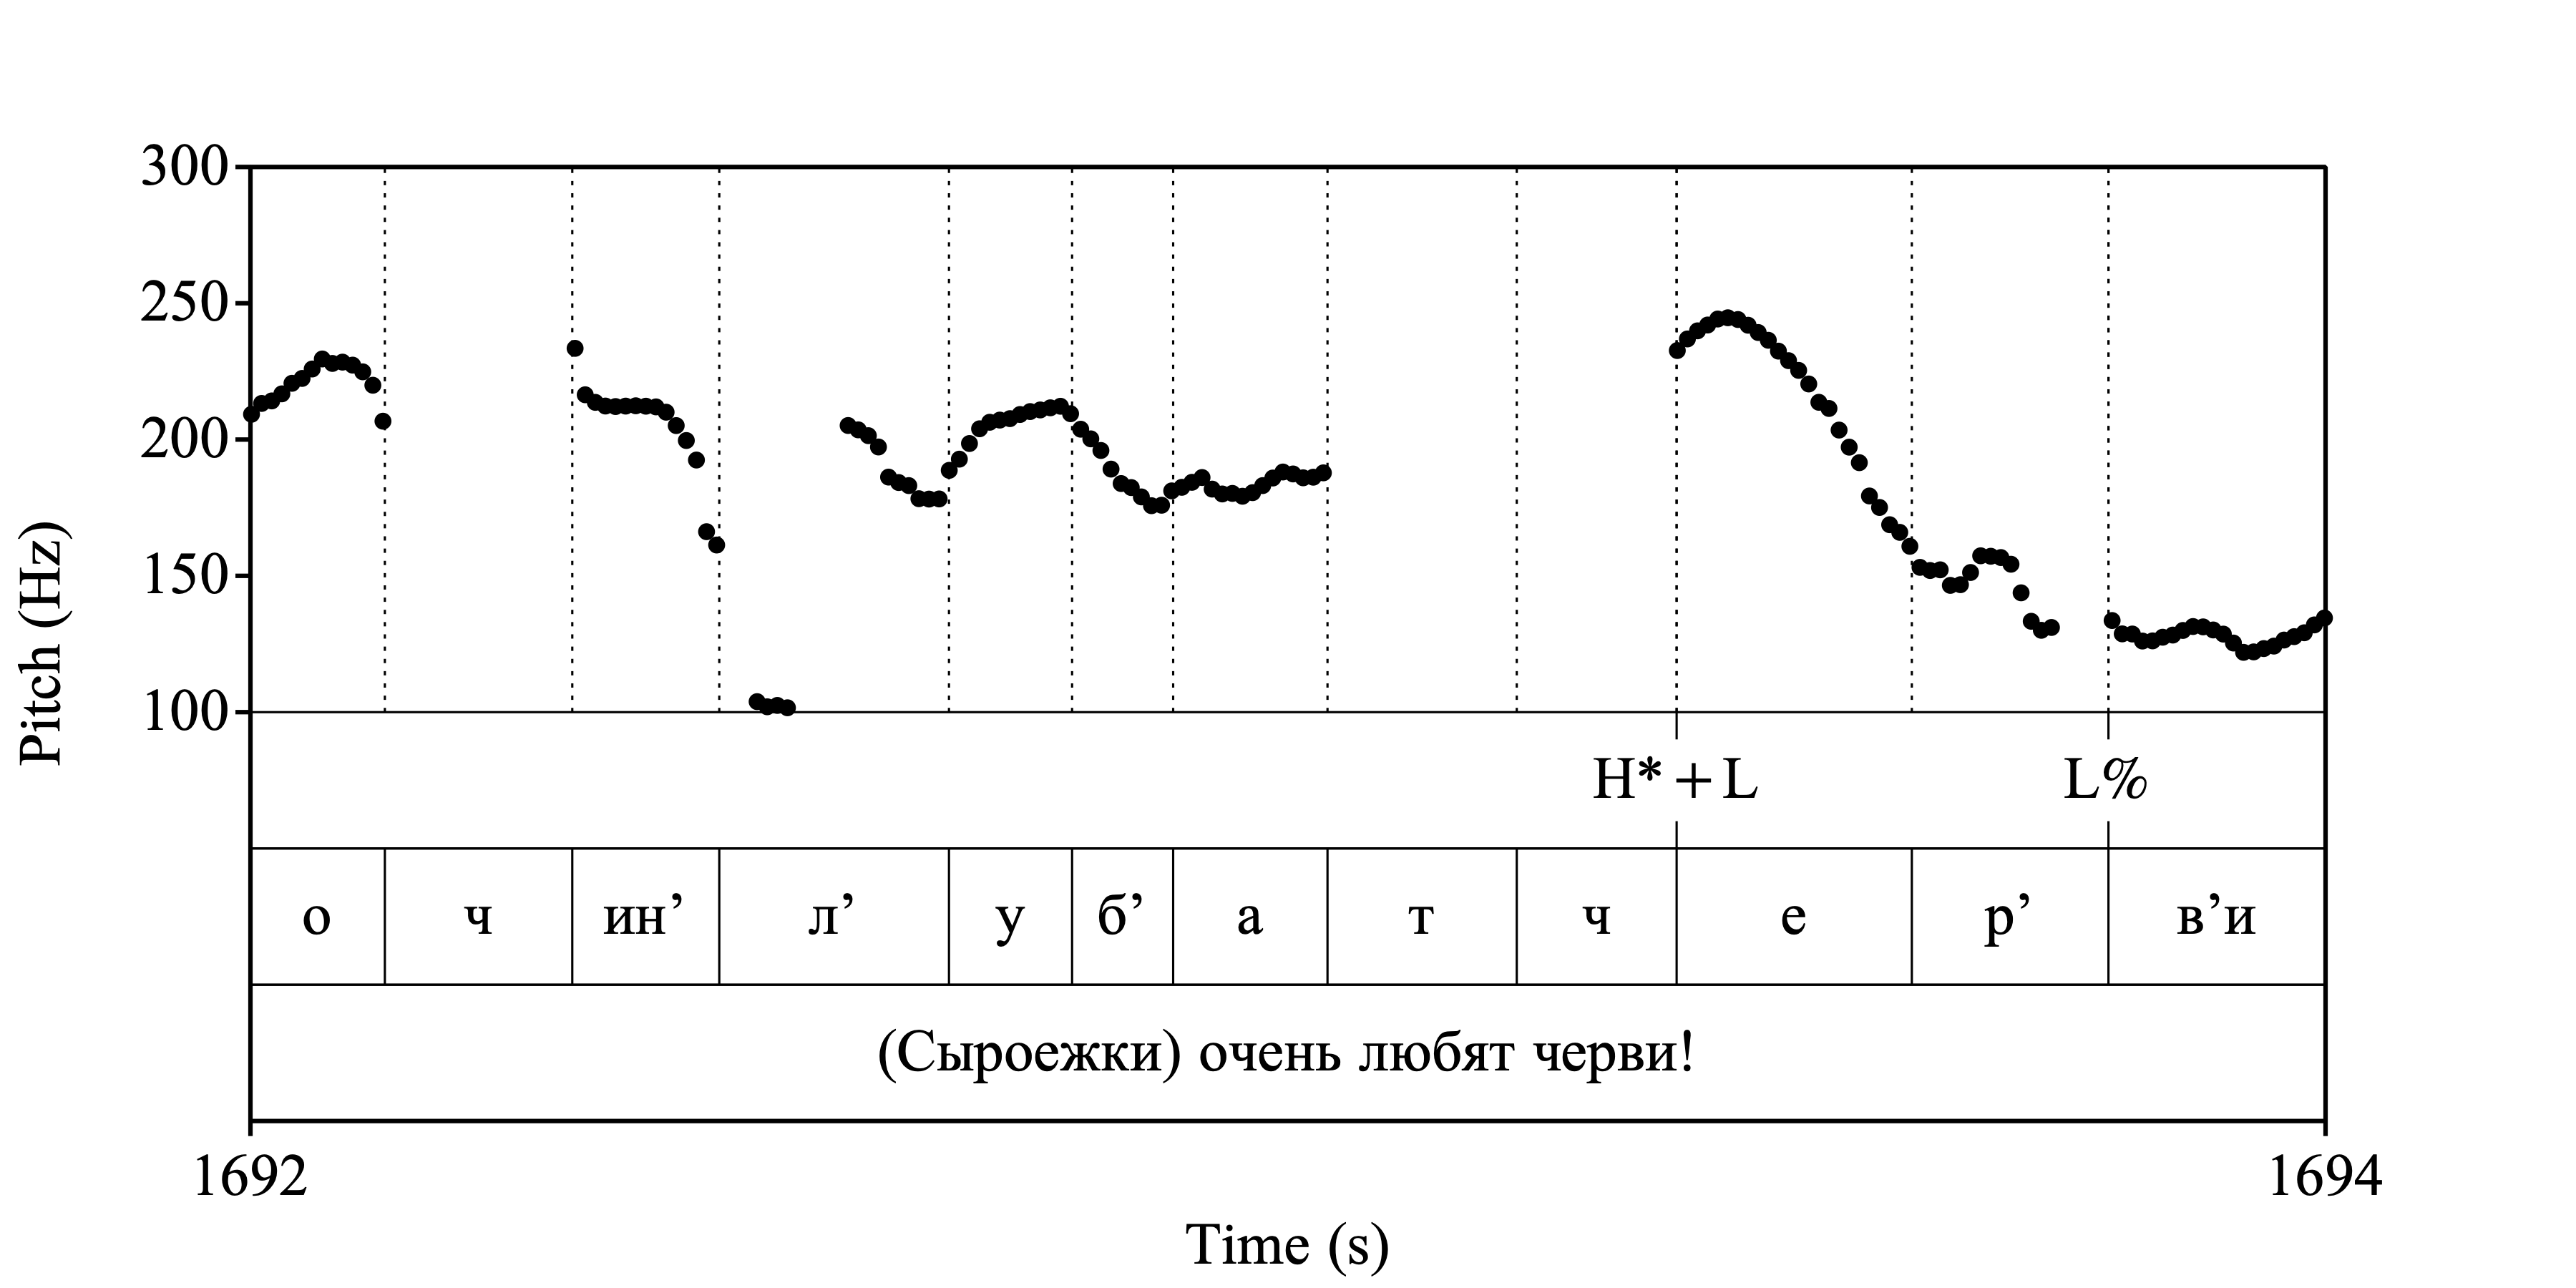 300
250
200
150
100
Pitch (Hz)
H* + L L%
о ч ин’ л’ у б’ а т ч е р’ в’и
(Сыроежки) очень любят черви!
1692 1694
Time (s)